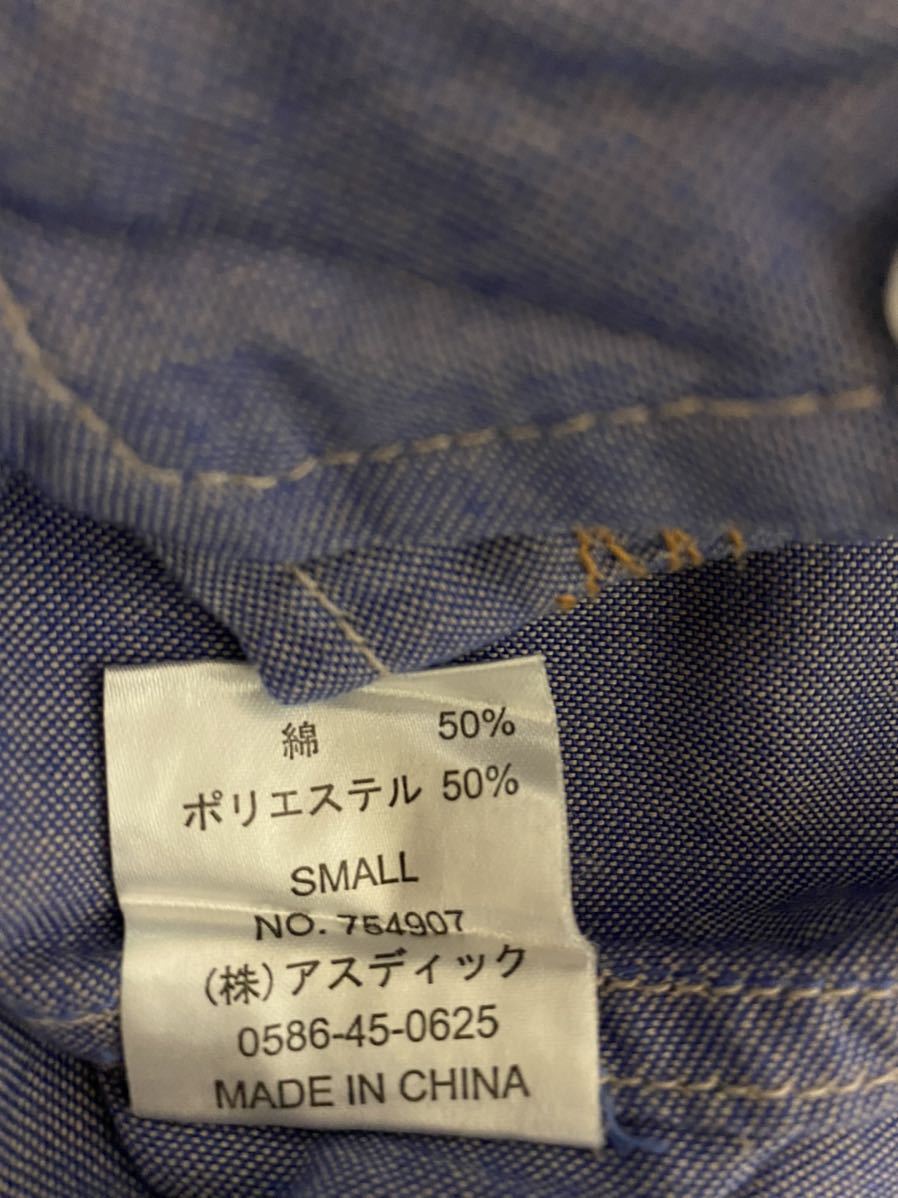 綿 50%
ポリエステル 50%
SMALL
NO. 754907
(株)アスディック
0586-45-0625
MADE IN CHINA